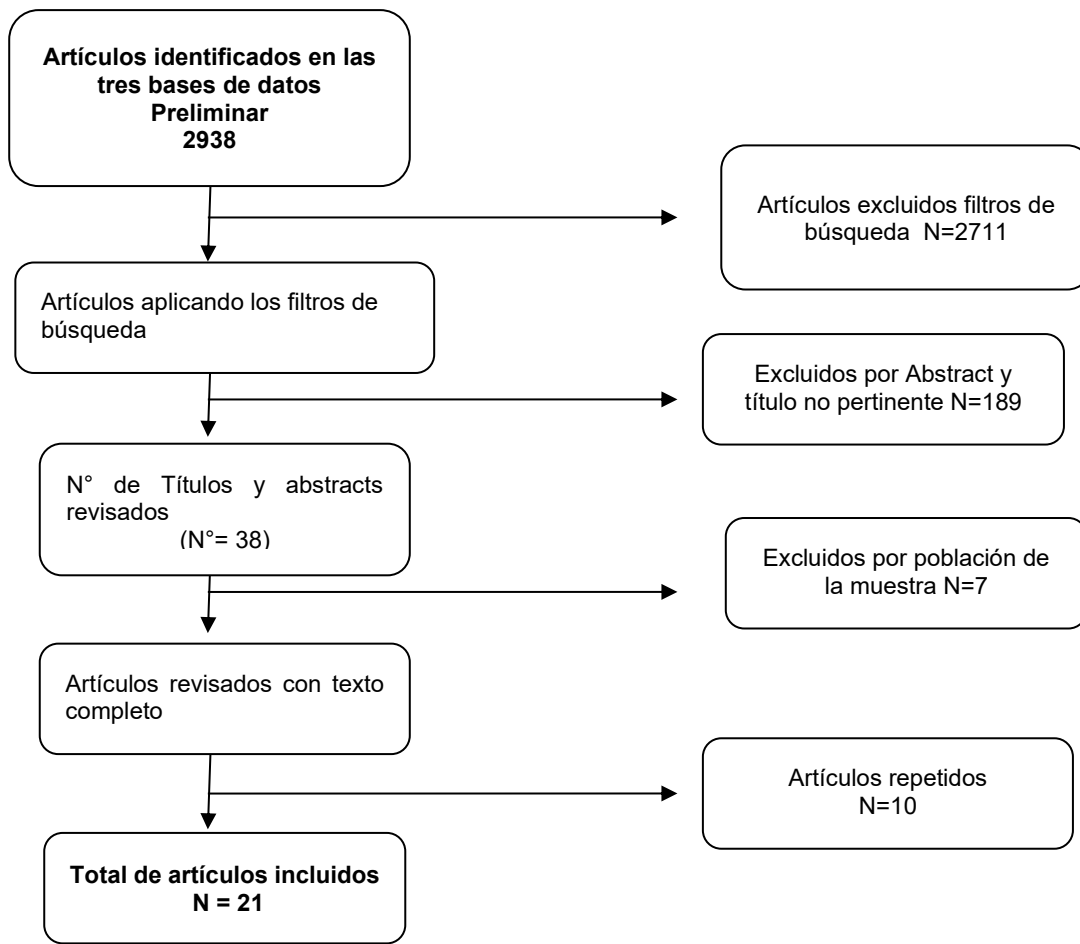 Artículos identificados en las
tres bases de datos
Preliminar
2938
Artículos excluidos filtros de
búsqueda N=2711
Artículos aplicando los filtros de
búsqueda
Excluidos por Abstract y
título no pertinente N=189
N° de Títulos y abstracts
revisados
(N°= 38)
Excluidos por población de
la muestra N=7
Artículos revisados con texto
completo
Artículos repetidos
N=10
Total de artículos incluidos
N = 21